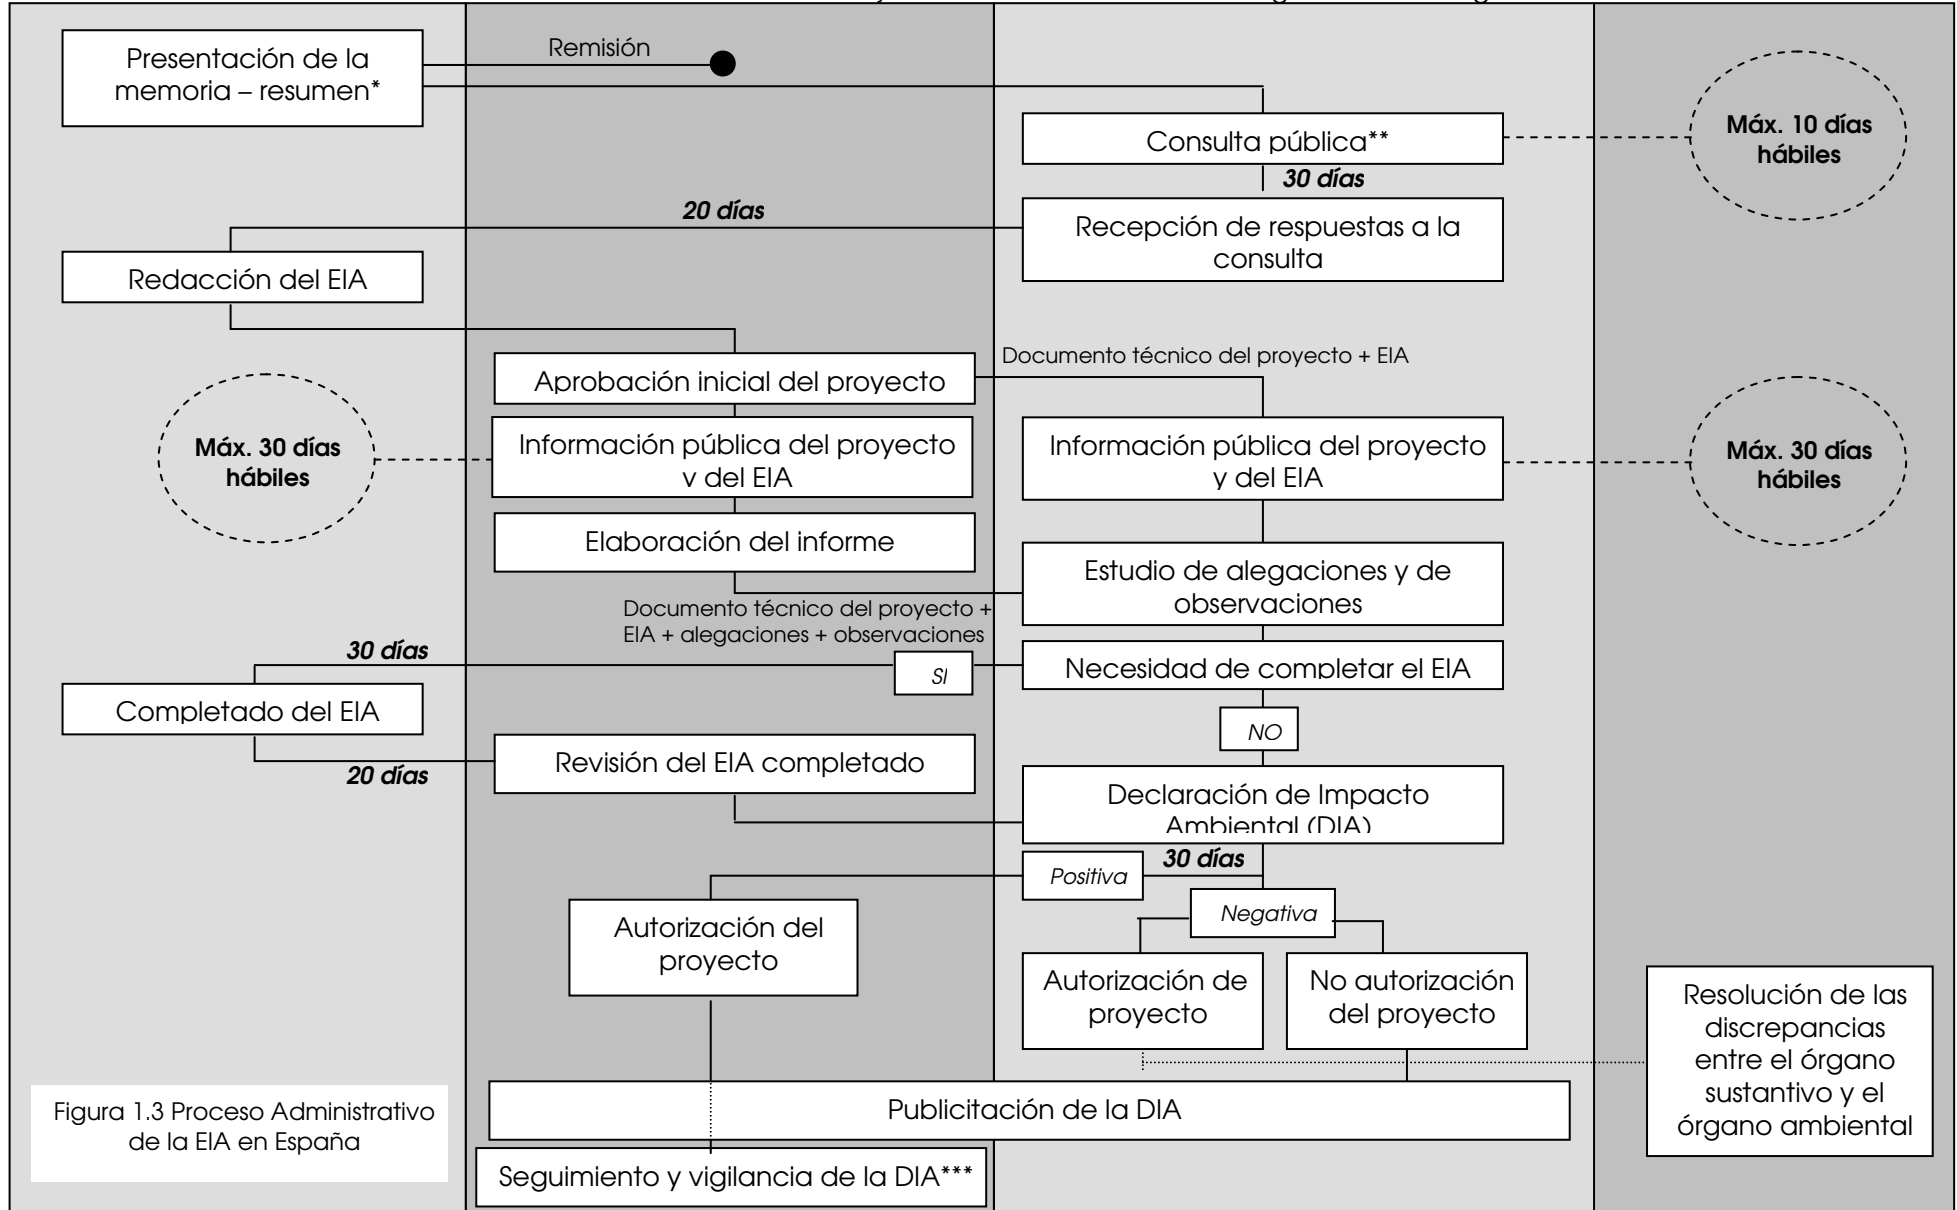 Presentación de la
memoria – resumen*
Remisión
Consulta pública**
Máx. 10 días
hábiles
30 días
20 días
Recepción de respuestas a la
consulta
Redacción del EIA
Documento técnico del proyecto + EIA
Aprobación inicial del proyecto
Máx. 30 días
hábiles
Información pública del proyecto
y del EIA
Información pública del proyecto
y del EIA
Máx. 30 días
hábiles
Elaboración del informe
Estudio de alegaciones y de
observaciones
Documento técnico del proyecto +
EIA + alegaciones + observaciones
30 días
SI
Necesidad de completar el EIA
Completado del EIA
NO
20 días
Revisión del EIA completado
Declaración de Impacto
Ambiental (DIA)
30 días
Positiva
Negativa
Autorización del
proyecto
Autorización de
proyecto
No autorización
del proyecto
Resolución de las
discrepancias
entre el órgano
sustantivo y el
órgano ambiental
Publicitación de la DIA
Figura 1.3 Proceso Administrativo
de la EIA en España
Seguimiento y vigilancia de la DIA***